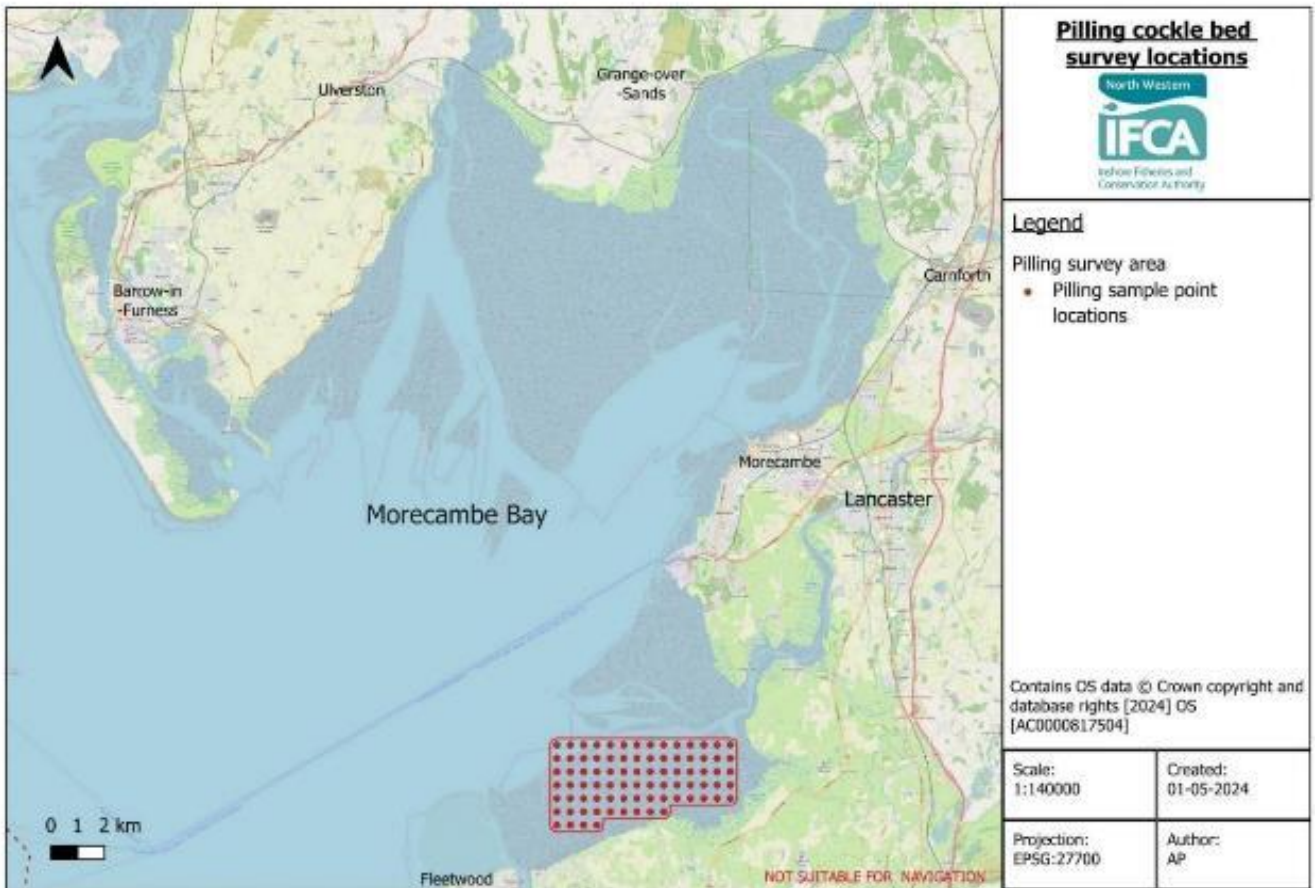 Ulverston
Grange-over
-Sands
Barrow-in
-Furness
Carnforth
Morecambe
Lancaster
Morecambe Bay
0 1 2 km
Fleetwood
NOT SUITABLE FOR NAVIGATION
Pilling cockle bed
survey locations
North Western
IFCA
Inshore Fisheries and
Conservation Authority
Legend
Pilling survey area
Pilling sample point
locations
Contains OS data © Crown copyright and
database rights [2024] OS
[AC0000817504]
Scale:
1:140000
Created:
01-05-2024
Projection:
EPSG:27700
Author:
AP